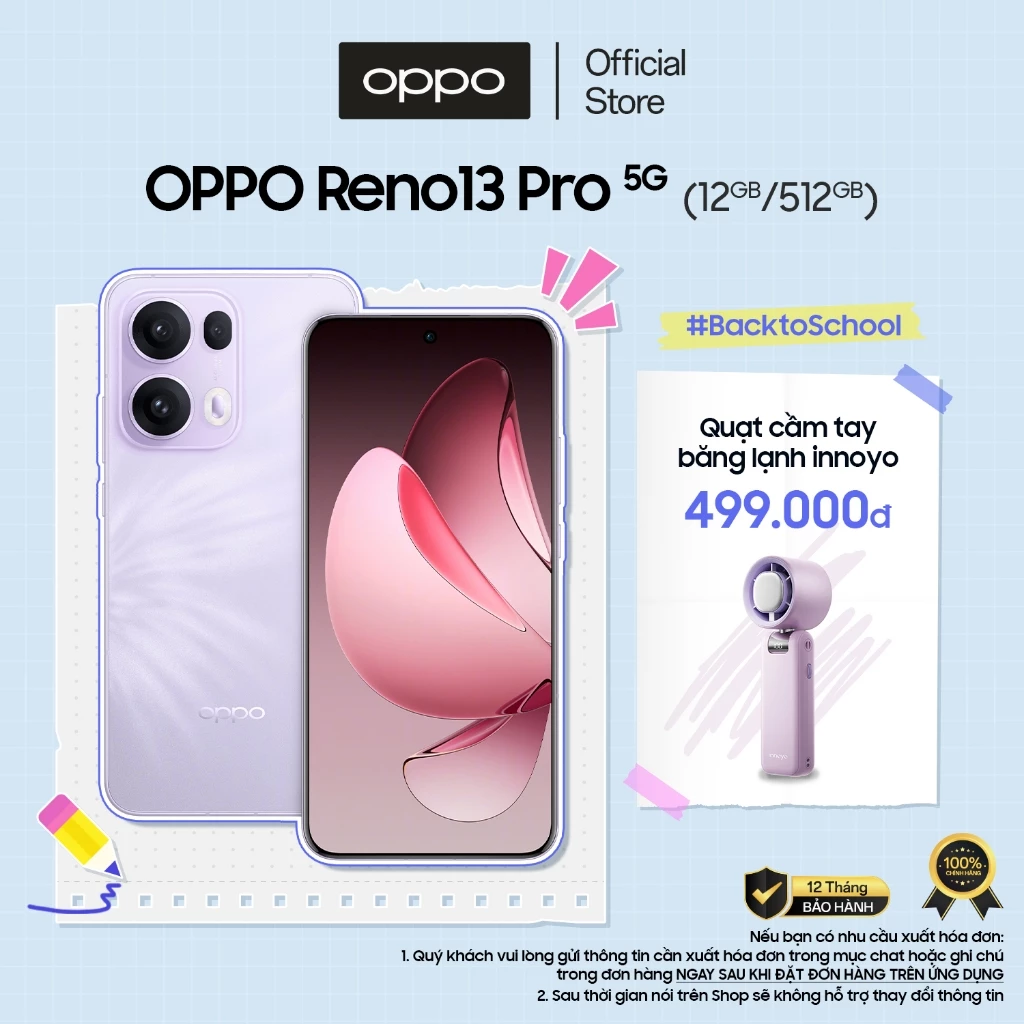 oppo
Official
Store
OPPO Reno13 Pro 5G (12GB/512GB)
#BacktoSchool
Quạt cầm tay
băng lạnh innoyo
499.000đ
oppo
100%
CHÍNH HÃNG
12 Tháng
BẢO HÀNH
Nếu bạn có nhu cầu xuất hóa đơn:
1. Quý khách vui lòng gửi thông tin cần xuất hóa đơn trong mục chat hoặc ghi chú
trong đơn hàng NGAY SAU KHI ĐẶT ĐƠN HÀNG TRÊN ỨNG DỤNG
2. Sau thời gian nói trên Shop sẽ không hỗ trợ thay đổi thông tin